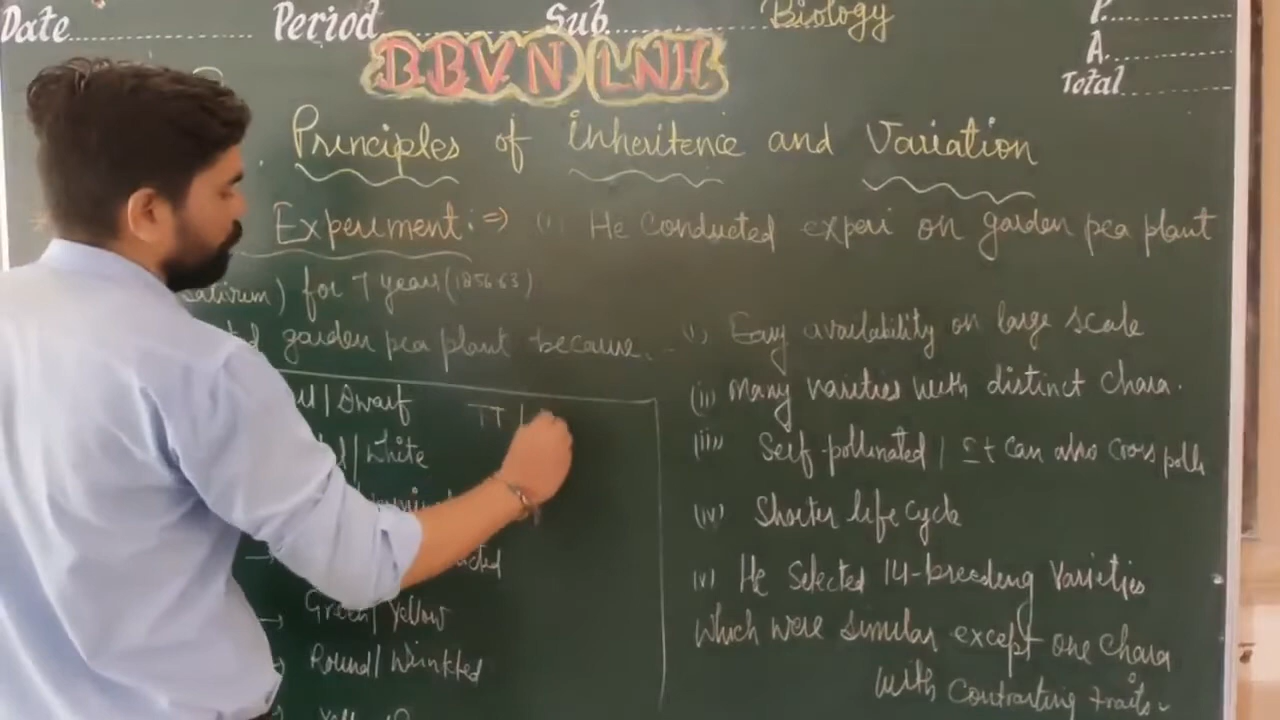 Date Period Sub. Biology P.
A.
Total
BBVN LNH
Principles of inheritence and Variation
Experiment :=> (i) He Conducted experi on garden pea plant
sativum) for 7 year (1856 63)
garden pea plant because. - (i) Easy availability on large scale
(ii) Many varities with distinct Chara.
(iii) Self-pollinated / It can also cross polli
(iv) Shorter life cycle
(v) He Selected 14-breeding Varieties
Which were similar except one chara
with Contrasting traits.
Dwarf TT
White
Green/Yellow
Round/Wrinkled